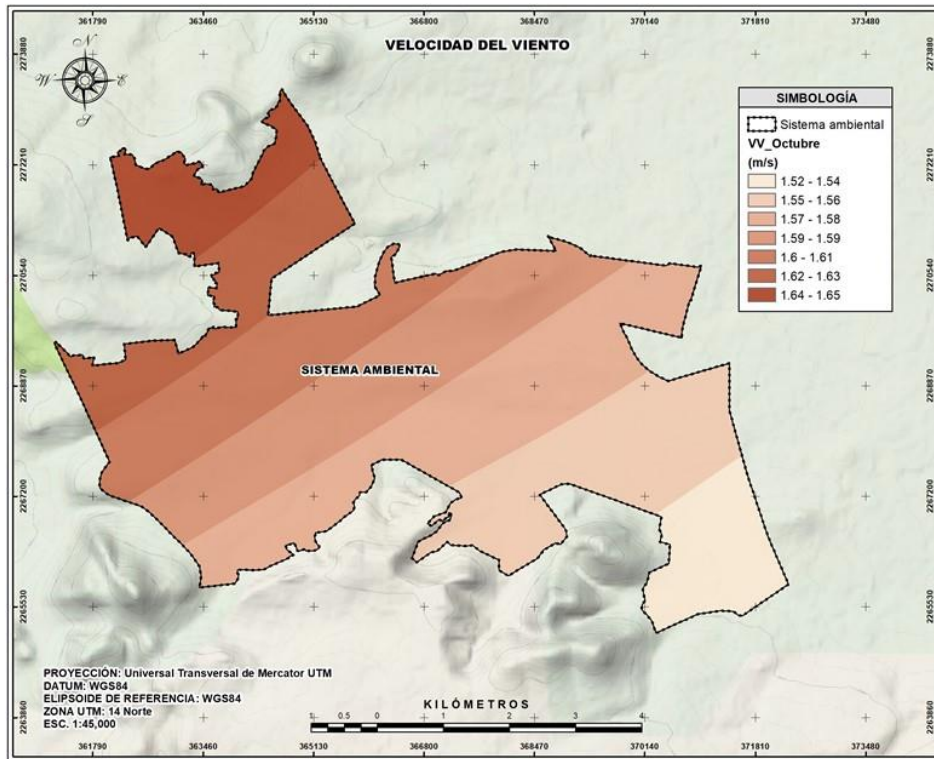 361790 363460 365130 366800 368470 370140 371810 373480
2273880 2273880
N
W E
S
VELOCIDAD DEL VIENTO
SIMBOLOGÍA
Sistema ambiental
VV_Octubre
(m/s)
1.52 - 1.54
1.55 - 1.56
1.57 - 1.58
1.59 - 1.59
1.6 - 1.61
1.62 - 1.63
1.64 - 1.65
2272210 2272210
2270540 2270540
SISTEMA AMBIENTAL
2268870 2268870
2267200 2267200
2265530 2265530
PROYECCIÓN: Universal Transversal de Mercator UTM
DATUM: WGS84
ELIPSOIDE DE REFERENCIA: WGS84
ZONA UTM: 14 Norte
ESC. 1:45,000
KILÓMETROS
1 0.5 0 1 2 3 4
2263860 2263860
361790 363460 365130 366800 368470 370140 371810 373480